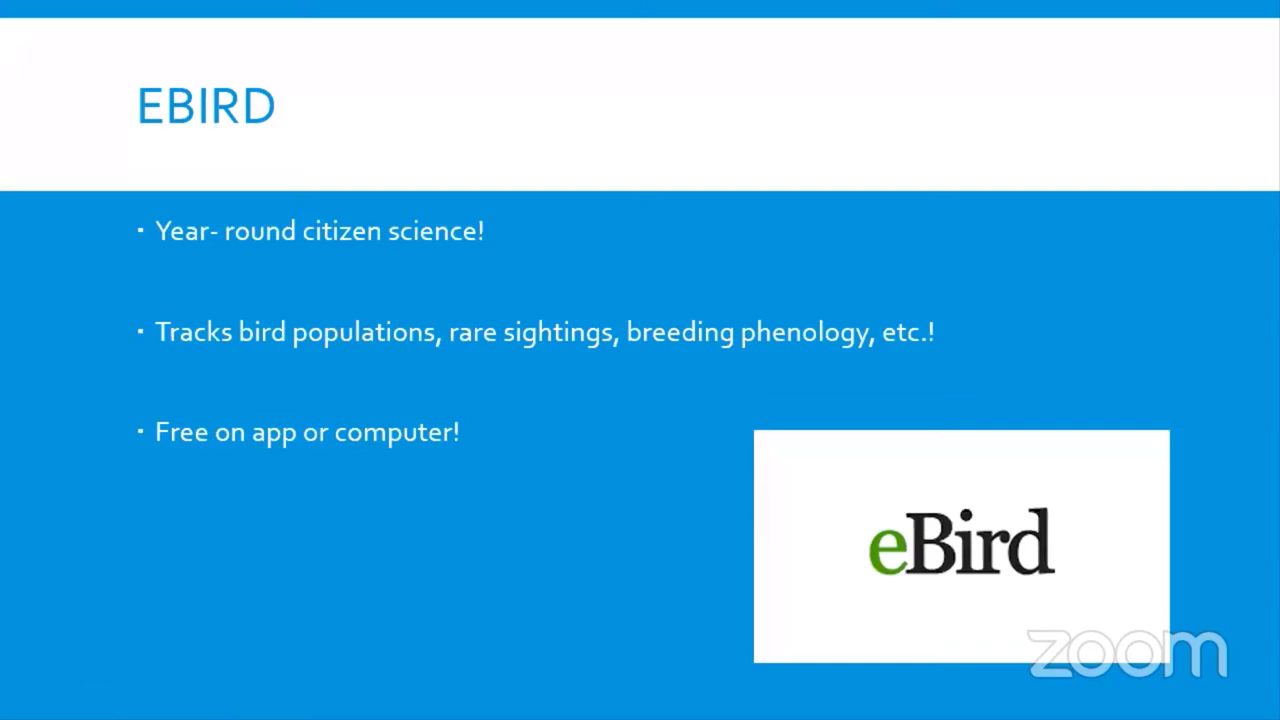 EBIRD
▪ Year- round citizen science!
▪ Tracks bird populations, rare sightings, breeding phenology, etc.!
▪ Free on app or computer!
eBird
zoom